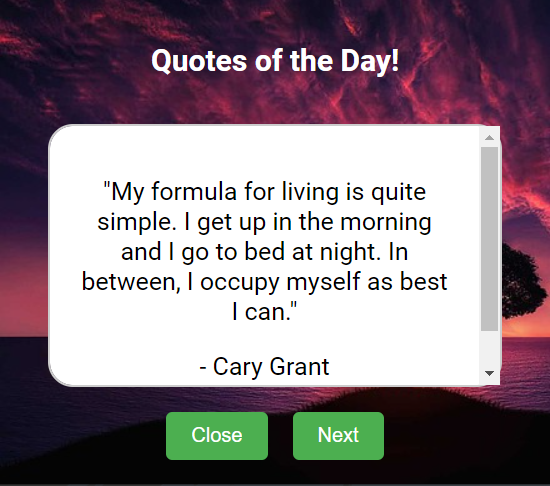 Quotes of the Day!
"My formula for living is quite
simple. I get up in the morning
and I go to bed at night. In
between, I occupy myself as best
I can."
- Cary Grant
Close
Next